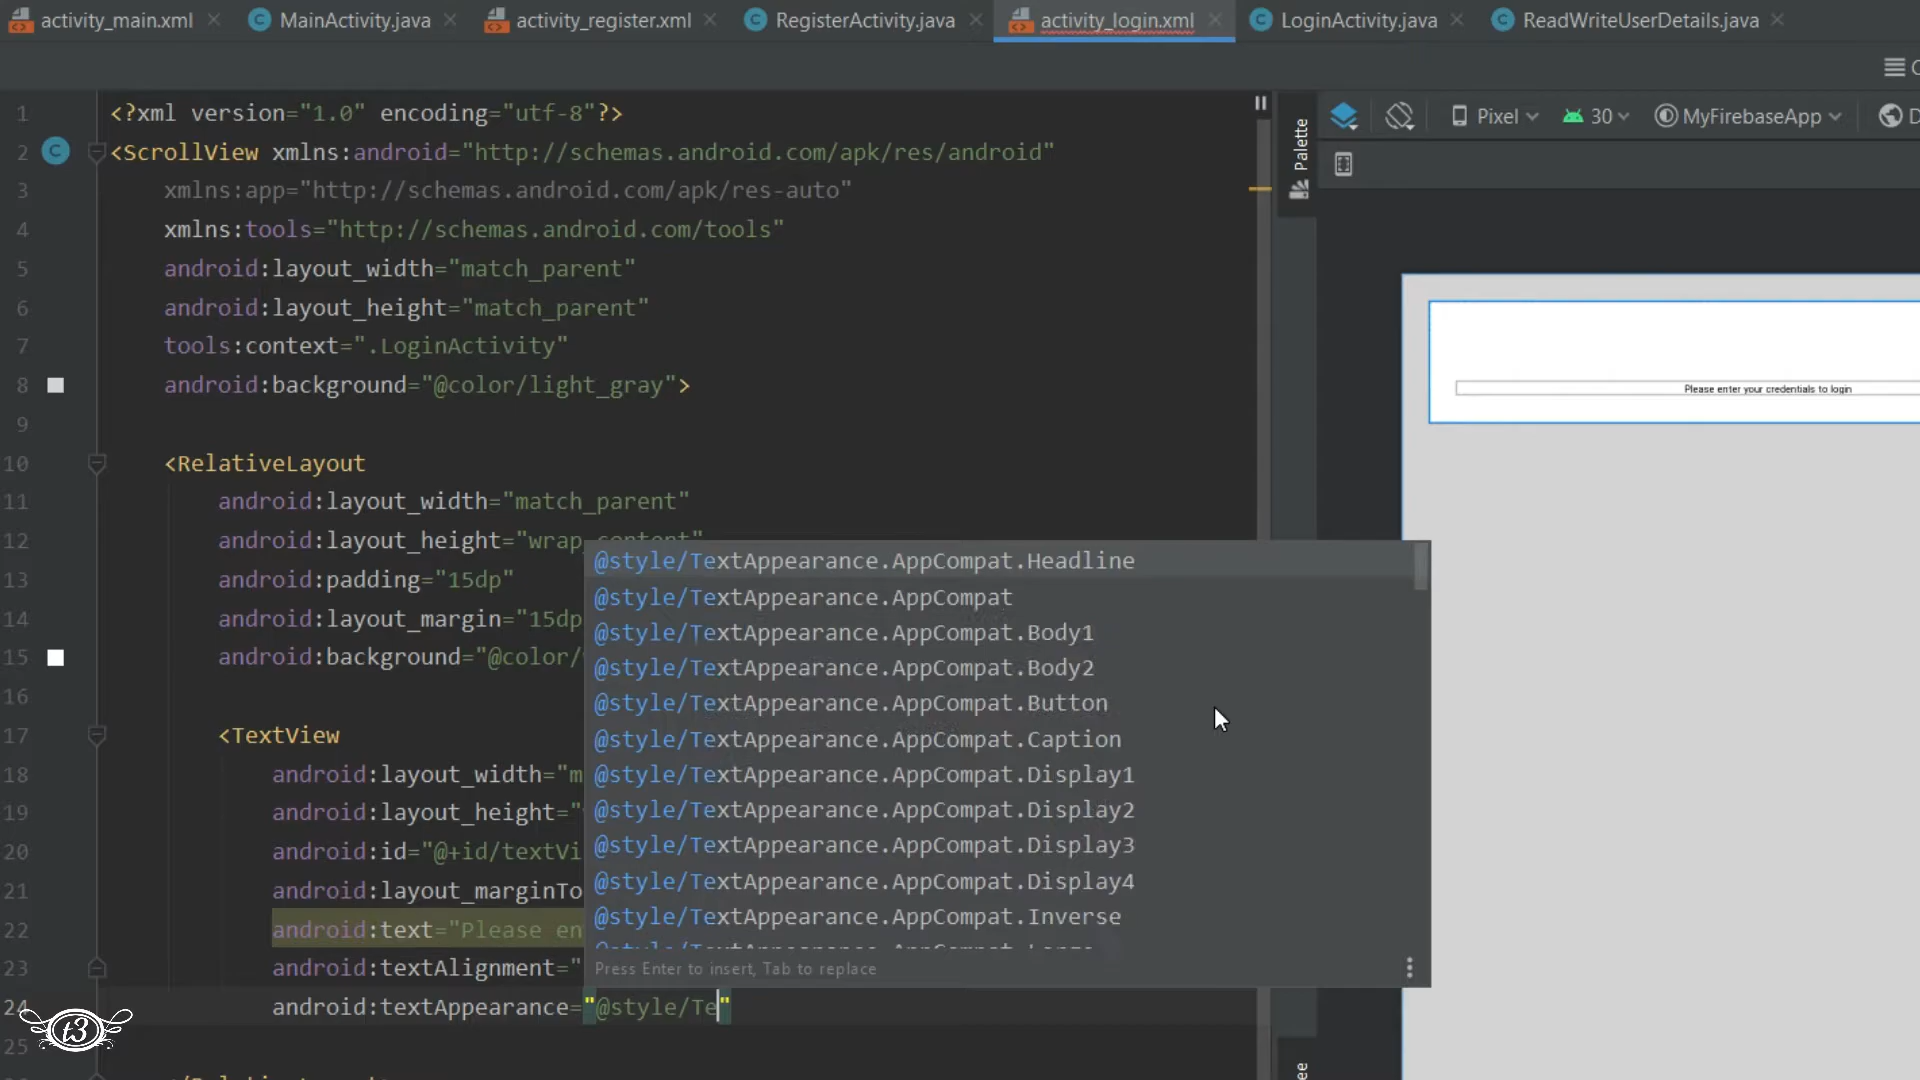 activity_main.xml MainActivity.java activity_register.xml RegisterActivity.java activity_login.xml LoginActivity.java ReadWriteUserDetails.java
Palette
Pixel 30 MyFirebaseApp
1 <?xml version="1.0" encoding="utf-8"?>
2 <ScrollView xmlns:android="http://schemas.android.com/apk/res/android"
3 xmlns:app="http://schemas.android.com/apk/res-auto"
4 xmlns:tools="http://schemas.android.com/tools"
5 android:layout_width="match_parent"
6 android:layout_height="match_parent"
7 tools:context=".LoginActivity"
8 android:background="@color/light_gray">
9
10 <RelativeLayout
11 android:layout_width="match_parent"
12 android:layout_height="wrap_content"
13 android:padding="15dp"
14 android:layout_margin="15dp
15 android:background="@color/
16
17 <TextView
18 android:layout_width="m
19 android:layout_height="
20 android:id="@+id/textVi
21 android:layout_marginTo
22 android:text="Please en
23 android:textAlignment="
24 android:textAppearance="@style/Te"
25
@style/TextAppearance.AppCompat.Headline
@style/TextAppearance.AppCompat
@style/TextAppearance.AppCompat.Body1
@style/TextAppearance.AppCompat.Body2
@style/TextAppearance.AppCompat.Button
@style/TextAppearance.AppCompat.Caption
@style/TextAppearance.AppCompat.Display1
@style/TextAppearance.AppCompat.Display2
@style/TextAppearance.AppCompat.Display3
@style/TextAppearance.AppCompat.Display4
@style/TextAppearance.AppCompat.Inverse
Press Enter to insert, Tab to replace
Please enter your credentials to login
t3